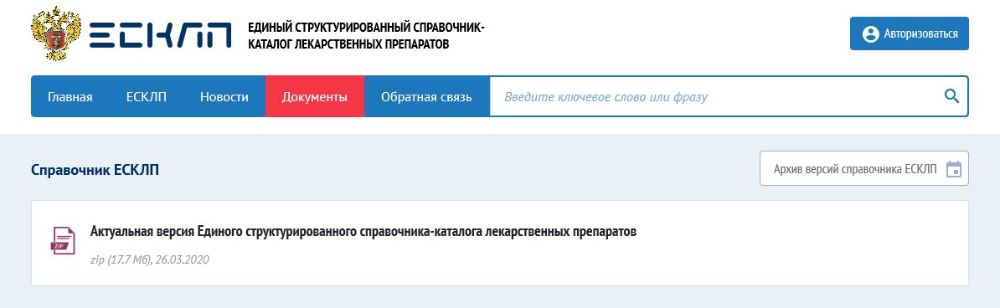 ЕСКЛП
ЕДИНЫЙ СТРУКТУРИРОВАННЫЙ СПРАВОЧНИК-
КАТАЛОГ ЛЕКАРСТВЕННЫХ ПРЕПАРАТОВ
Авторизоваться
Главная ЕСКЛП Новости Документы Обратная связь Введите ключевое слово или фразу
Справочник ЕСКЛП
Архив версий справочника ЕСКЛП
ZIP
Актуальная версия Единого структурированного справочника-каталога лекарственных препаратов
zip (17.7 Мб), 26.03.2020